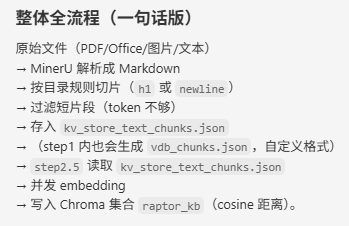 整体全流程（一句话版）
原始文件（PDF/Office/图片/文本）
→ MinerU 解析成 Markdown
→ 按目录规则切片（ h1 或 newline ）
→ 过滤短片段（token 不够）
→ 存入 kv_store_text_chunks.json
→ （step1 内也会生成 vdb_chunks.json ，自定义格式）
→ step2.5 读取 kv_store_text_chunks.json
→ 并发 embedding
→ 写入 Chroma 集合 raptor_kb （cosine 距离）。